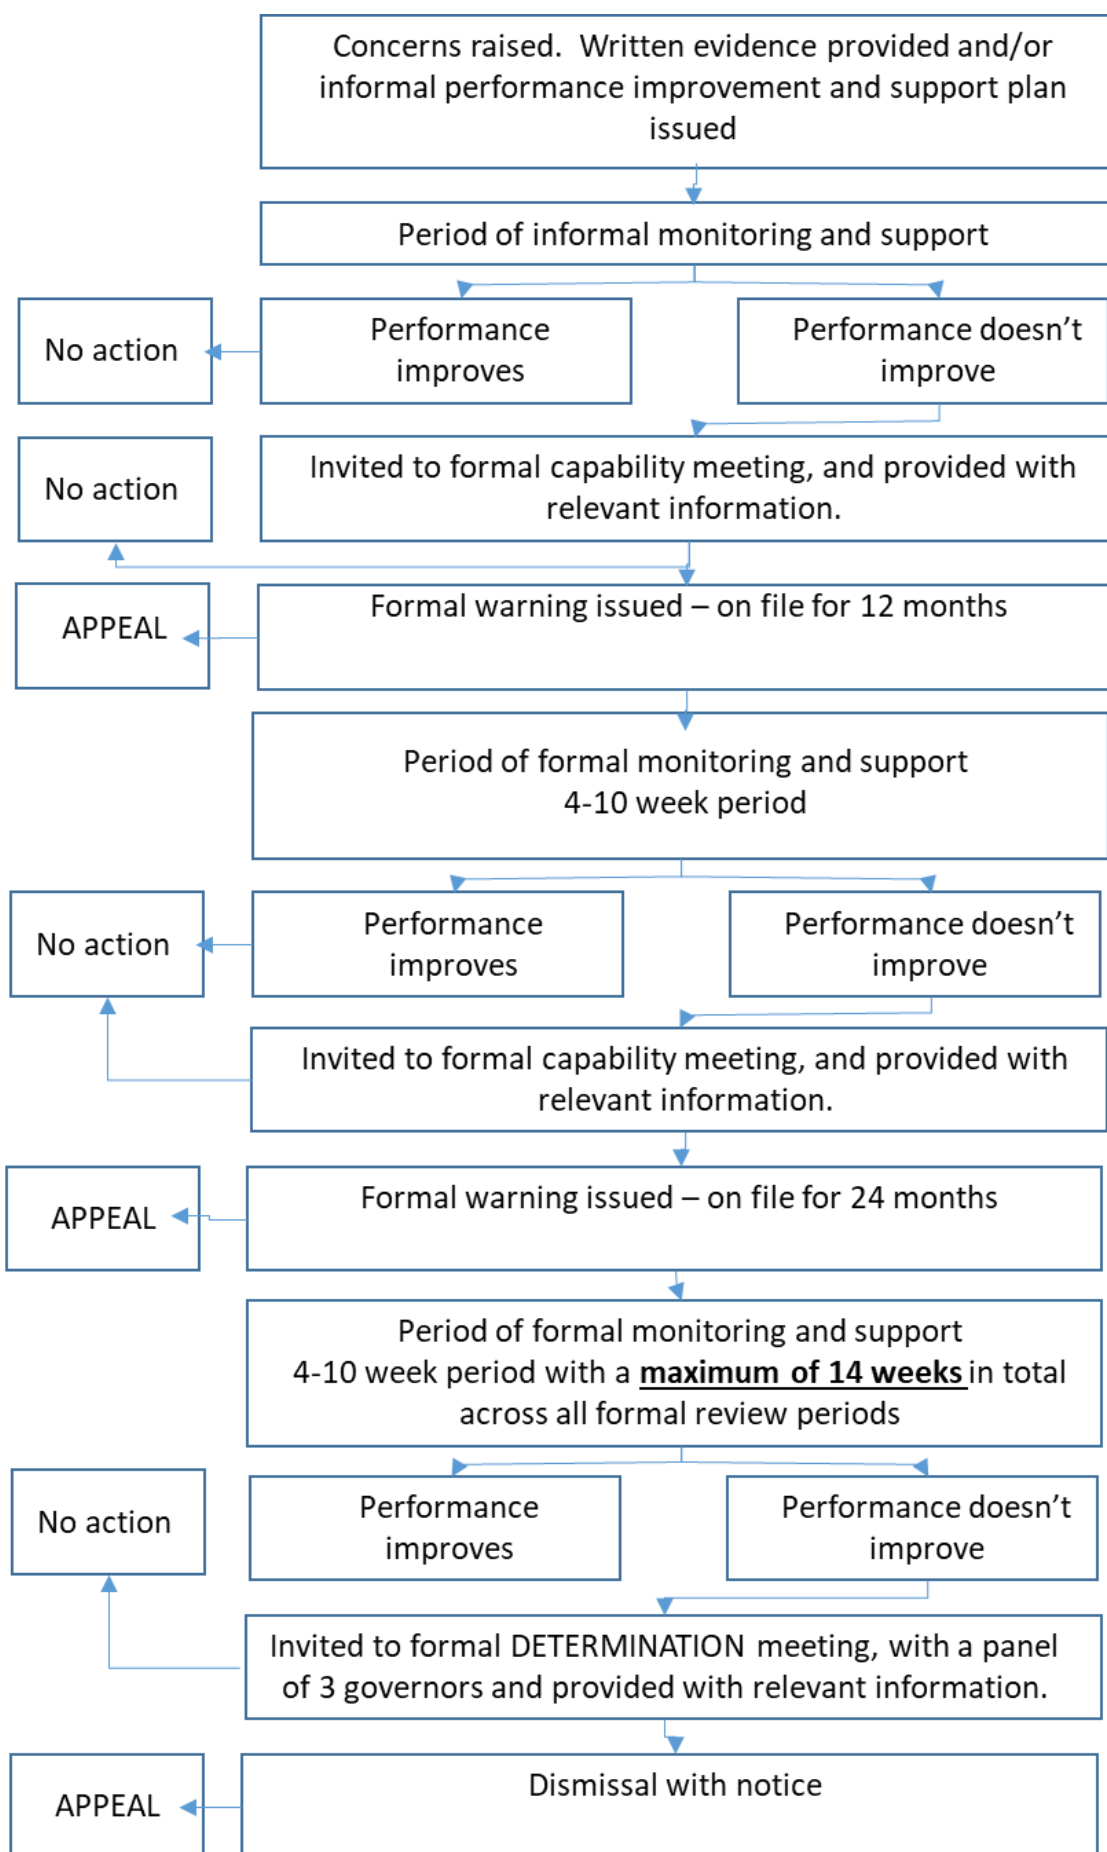 Concerns raised.  Written evidence provided and/or
informal performance improvement and support plan
issued
Period of informal monitoring and support
No action
Performance
improves
Performance doesn’t
improve
No action
Invited to formal capability meeting, and provided with
relevant information.
APPEAL
Formal warning issued – on file for 12 months
Period of formal monitoring and support
4-10 week period
No action
Performance
improves
Performance doesn’t
improve
Invited to formal capability meeting, and provided with
relevant information.
APPEAL
Formal warning issued – on file for 24 months
Period of formal monitoring and support
4-10 week period with a maximum of 14 weeks in total
across all formal review periods
No action
Performance
improves
Performance doesn’t
improve
Invited to formal DETERMINATION meeting, with a panel
of 3 governors and provided with relevant information.
APPEAL
Dismissal with notice